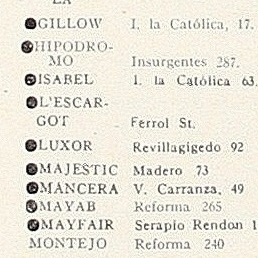 LA
GILLOW I. la Católica, 17.
HIPODRO-
MO Insurgentes 287.
ISABEL I. la Católica 63.
L'ESCAR-
GOT Ferrol St.
LUXOR Revillagigedo 92
MAJESTIC Madero 73
MANCERA V. Carranza, 49
MAYAB Reforma 265
MAYFAIR Serapio Rendon 1
MONTEJO Reforma 240